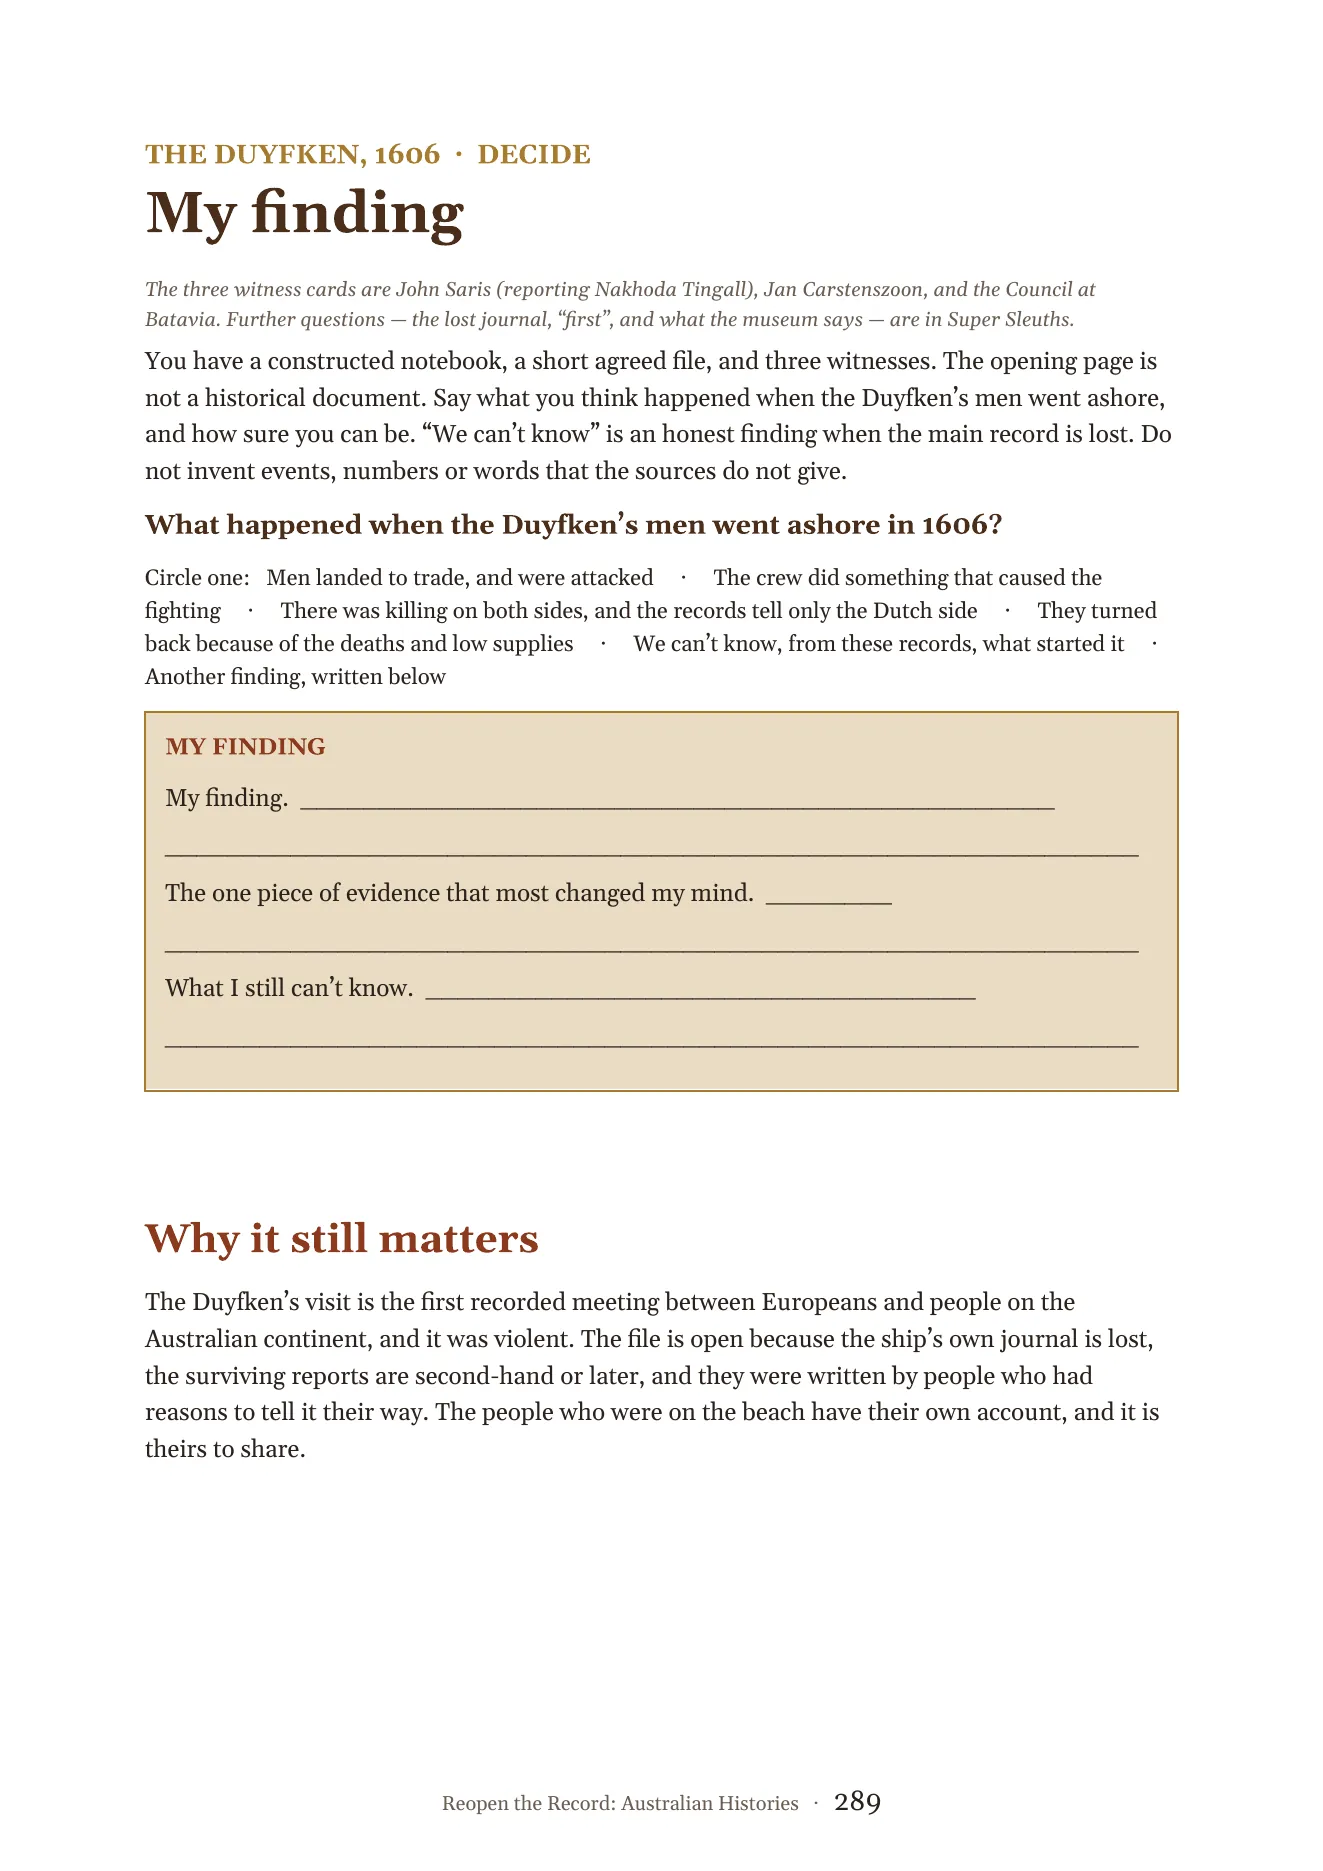 THE DUYFKEN, 1606 · DECIDE
My finding
The three witness cards are John Saris (reporting Nakhoda Tingall), Jan Carstenszoon, and the Council at
Batavia. Further questions — the lost journal, “first”, and what the museum says — are in Super Sleuths.
You have a constructed notebook, a short agreed file, and three witnesses. The opening page is
not a historical document. Say what you think happened when the Duyfken’s men went ashore,
and how sure you can be. “We can’t know” is an honest finding when the main record is lost. Do
not invent events, numbers or words that the sources do not give.
What happened when the Duyfken’s men went ashore in 1606?
Circle one: Men landed to trade, and were attacked · The crew did something that caused the
fighting · There was killing on both sides, and the records tell only the Dutch side · They turned
back because of the deaths and low supplies · We can’t know, from these records, what started it ·
Another finding, written below
MY FINDING
My finding. ____________________________________________
____________________________________________
The one piece of evidence that most changed my mind. ________
____________________________________________
What I still can’t know. ____________________________________
____________________________________________
Why it still matters
The Duyfken’s visit is the first recorded meeting between Europeans and people on the
Australian continent, and it was violent. The file is open because the ship’s own journal is lost,
the surviving reports are second-hand or later, and they were written by people who had
reasons to tell it their way. The people who were on the beach have their own account, and it is
theirs to share.
Reopen the Record: Australian Histories · 289